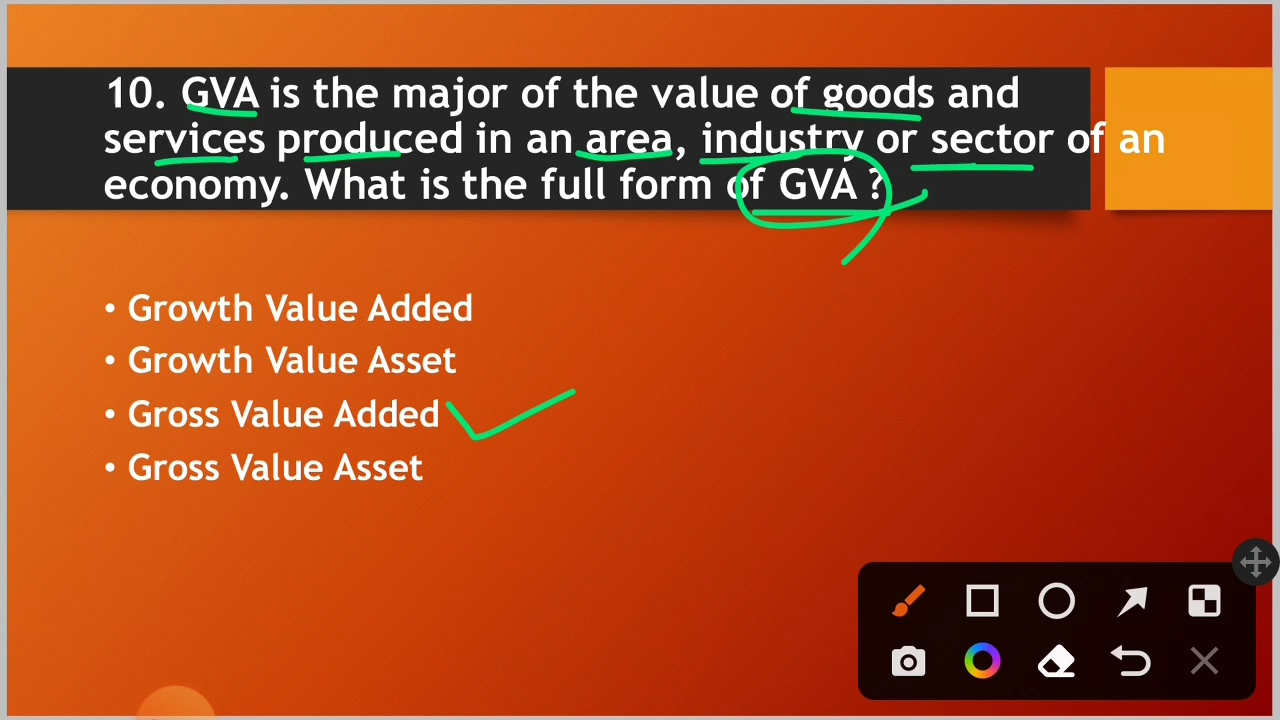 10. GVA is the major of the value of goods and
services produced in an area, industry or sector of an
economy. What is the full form of GVA ?
• Growth Value Added
• Growth Value Asset
• Gross Value Added
• Gross Value Asset